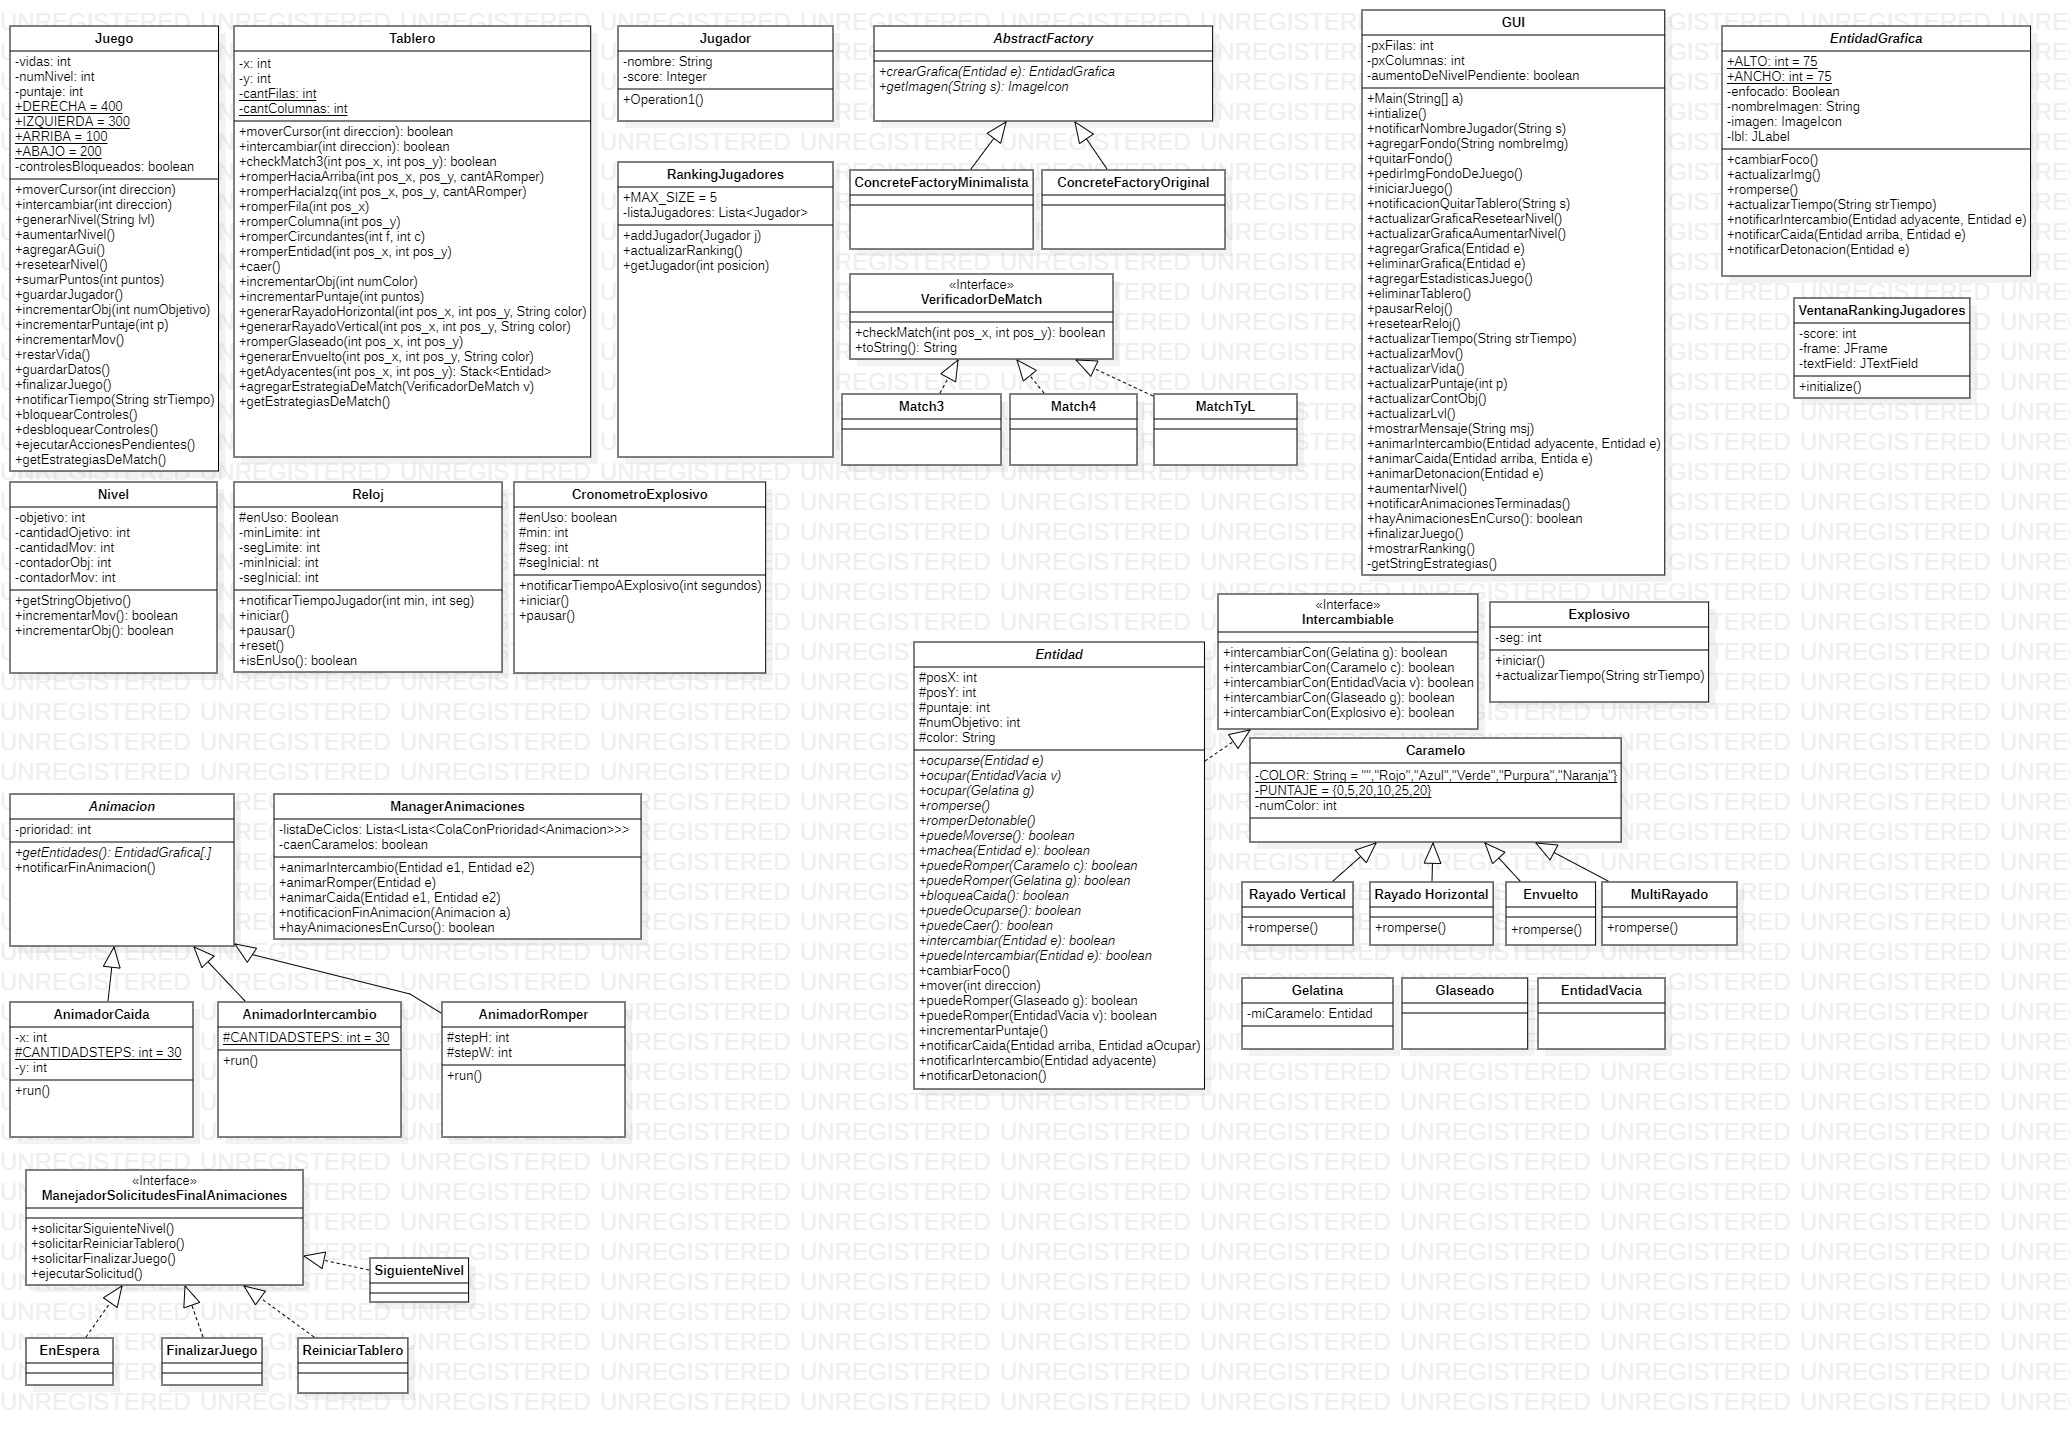 Juego
-vidas: int
-numNivel: int
-puntaje: int
+DERECHA = 400
+IZQUIERDA = 300
+ARRIBA = 100
+ABAJO = 200
-controlesBloqueados: boolean
+moverCursor(int direccion)
+intercambiar(int direccion)
+generarNivel(String lvl)
+aumentarNivel()
+agregarAGui()
+resetearNivel()
+sumarPuntos(int puntos)
+guardarJugador()
+incrementarObj(int numObjetivo)
+incrementarPuntaje(int p)
+incrementarMov()
+restarVida()
+guardarDatos()
+finalizarJuego()
+notificarTiempo(String strTiempo)
+bloquearControles()
+desbloquearControles()
+ejecutarAccionesPendientes()
+getEstrategiasDeMatch()
Tablero
-x: int
-y: int
-cantFilas: int
-cantColumnas: int
+moverCursor(int direccion): boolean
+intercambiar(int direccion): boolean
+checkMatch3(int pos_x, int pos_y): boolean
+romperHaciaArriba(int pos_x, pos_y, cantARomper)
+romperHaciaIzq(int pos_x, pos_y, cantARomper)
+romperFila(int pos_x)
+romperColumna(int pos_y)
+romperCircundantes(int f, int c)
+romperEntidad(int pos_x, int pos_y)
+caer()
+incrementarObj(int numColor)
+incrementarPuntaje(int puntos)
+generarRayadoHorizontal(int pos_x, int pos_y, String color)
+generarRayadoVertical(int pos_x, int pos_y, String color)
+romperGlaseado(int pos_x, int pos_y)
+generarEnvuelto(int pos_x, int pos_y, String color)
+getAdyacentes(int pos_x, int pos_y): Stack<Entidad>
+agregarEstrategiaDeMatch(VerificadorDeMatch v)
+getEstrategiasDeMatch()
Jugador
-nombre: String
-score: Integer
+Operation1()
RankingJugadores
+MAX_SIZE = 5
-listaJugadores: Lista<Jugador>
+addJugador(Jugador j)
+actualizarRanking()
+getJugador(int posicion)
AbstractFactory
+crearGrafica(Entidad e): EntidadGrafica
+getImagen(String s): ImageIcon
ConcreteFactoryMinimalista
ConcreteFactoryOriginal
«Interface»
VerificadorDeMatch
+checkMatch(int pos_x, int pos_y): boolean
+toString(): String
Match3
Match4
MatchTyL
GUI
-pxFilas: int
-pxColumnas: int
-aumentoDeNivelPendiente: boolean
+Main(String[] a)
+intialize()
+notificarNombreJugador(String s)
+agregarFondo(String nombreImg)
+quitarFondo()
+pedirImgFondoDeJuego()
+iniciarJuego()
+notificacionQuitarTablero(String s)
+actualizarGraficaResetearNivel()
+actualizarGraficaAumentarNivel()
+agregarGrafica(Entidad e)
+eliminarGrafica(Entidad e)
+agregarEstadisticasJuego()
+eliminarTablero()
+pausarReloj()
+resetearReloj()
+actualizarTiempo(String strTiempo)
+actualizarMov()
+actualizarVida()
+actualizarPuntaje(int p)
+actualizarContObj()
+actualizarLvl()
+mostrarMensaje(String msj)
+animarIntercambio(Entidad adyacente, Entidad e)
+animarCaida(Entidad arriba, Entida e)
+animarDetonacion(Entidad e)
+aumentarNivel()
+notificarAnimacionesTerminadas()
+hayAnimacionesEnCurso(): boolean
+finalizarJuego()
+mostrarRanking()
-getStringEstrategias()
EntidadGrafica
+ALTO: int = 75
+ANCHO: int = 75
-enfocado: Boolean
-nombreImagen: String
-imagen: ImageIcon
-lbl: JLabel
+cambiarFoco()
+actualizarImg()
+romperse()
+actualizarTiempo(String strTiempo)
+notificarIntercambio(Entidad adyacente, Entidad e)
+notificarCaida(Entidad arriba, Entidad e)
+notificarDetonacion(Entidad e)
VentanaRankingJugadores
-score: int
-frame: JFrame
-textField: JTextField
+initialize()
Nivel
-objetivo: int
-cantidadOjetivo: int
-cantidadMov: int
-contadorObj: int
-contadorMov: int
+getStringObjetivo()
+incrementarMov(): boolean
+incrementarObj(): boolean
Reloj
#enUso: Boolean
-minLimite: int
-segLimite: int
-minInicial: int
-segInicial: int
+notificarTiempoJugador(int min, int seg)
+iniciar()
+pausar()
+reset()
+isEnUso(): boolean
CronometroExplosivo
#enUso: boolean
#min: int
#seg: int
#segInicial: nt
+notificarTiempoAExplosivo(int segundos)
+iniciar()
+pausar()
Entidad
#posX: int
#posY: int
#puntaje: int
#numObjetivo: int
#color: String
+ocuparse(Entidad e)
+ocupar(EntidadVacia v)
+ocupar(Gelatina g)
+romperse()
+romperDetonable()
+puedeMoverse(): boolean
+machea(Entidad e): boolean
+puedeRomper(Caramelo c): boolean
+puedeRomper(Gelatina g): boolean
+bloqueaCaida(): boolean
+puedeOcuparse(): boolean
+puedeCaer(): boolean
+intercambiar(Entidad e): boolean
+puedeIntercambiar(Entidad e): boolean
+cambiarFoco()
+mover(int direccion)
+puedeRomper(Glaseado g): boolean
+puedeRomper(EntidadVacia v): boolean
+incrementarPuntaje()
+notificarCaida(Entidad arriba, Entidad aOcupar)
+notificarIntercambio(Entidad adyacente)
+notificarDetonacion()
«Interface»
Intercambiable
+intercambiarCon(Gelatina g): boolean
+intercambiarCon(Caramelo c): boolean
+intercambiarCon(EntidadVacia v): boolean
+intercambiarCon(Glaseado g): boolean
+intercambiarCon(Explosivo e): boolean
Explosivo
-seg: int
+iniciar()
+actualizarTiempo(String strTiempo)
Caramelo
-COLOR: String = "","Rojo","Azul","Verde","Purpura","Naranja"}
-PUNTAJE = {0,5,20,10,25,20}
-numColor: int
Rayado Vertical
+romperse()
Rayado Horizontal
+romperse()
Envuelto
+romperse()
MultiRayado
+romperse()
Gelatina
-miCaramelo: Entidad
Glaseado
EntidadVacia
Animacion
-prioridad: int
+getEntidades(): EntidadGrafica[.]
+notificarFinAnimacion()
ManagerAnimaciones
-listaDeCiclos: Lista<Lista<ColaConPrioridad<Animacion>>>
-caenCaramelos: boolean
+animarIntercambio(Entidad e1, Entidad e2)
+animarRomper(Entidad e)
+animarCaida(Entidad e1, Entidad e2)
+notificacionFinAnimacion(Animacion a)
+hayAnimacionesEnCurso(): boolean
AnimadorCaida
-x: int
#CANTIDADSTEPS: int = 30
-y: int
+run()
AnimadorIntercambio
#CANTIDADSTEPS: int = 30
+run()
AnimadorRomper
#stepH: int
#stepW: int
+run()
«Interface»
ManejadorSolicitudesFinalAnimaciones
+solicitarSiguienteNivel()
+solicitarReiniciarTablero()
+solicitarFinalizarJuego()
+ejecutarSolicitud()
SiguienteNivel
EnEspera
FinalizarJuego
ReiniciarTablero
UNREGISTERED